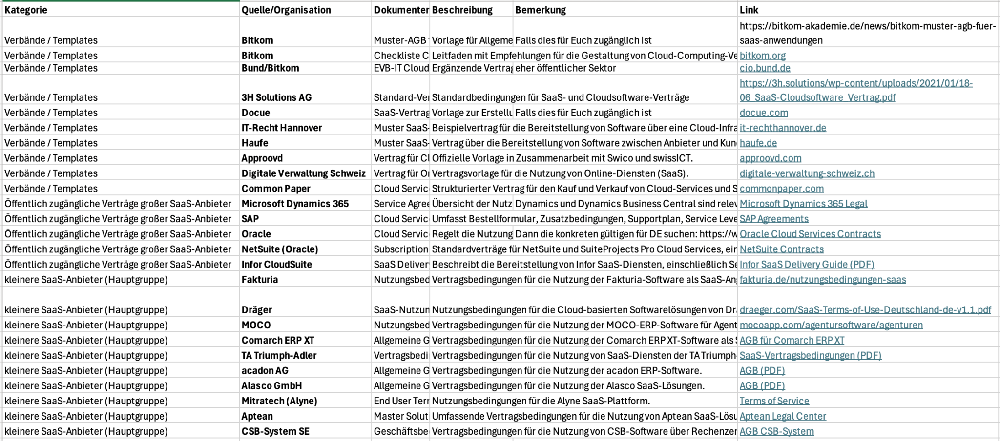 Kategorie Quelle/Organisation Dokumenten Beschreibung Bemerkung Link
https://bitkom-akademie.de/news/bitkom-muster-agb-fuer-
Verbände / Templates Bitkom Muster-AGB Vorlage für Allgeme Falls dies für Euch zugänglich ist saas-anwendungen
Verbände / Templates Bitkom Checkliste C Leitfaden mit Empfehlungen für die Gestaltung von Cloud-Computing-Ve bitkom.org
Verbände / Templates Bund/Bitkom EVB-IT Cloud Ergänzende Vertrag eher öffentlicher Sektor cio.bund.de
https://3h.solutions/wp-content/uploads/2021/01/18-
Verbände / Templates 3H Solutions AG Standard-Ver Standardbedingungen für SaaS- und Cloudsoftware-Verträge 06_SaaS-Cloudsoftware_Vertrag.pdf
Verbände / Templates Docue SaaS-Vertrag Vorlage zur Erstellu Falls dies für Euch zugänglich ist docue.com
Verbände / Templates IT-Recht Hannover Muster SaaS- Beispielvertrag für die Bereitstellung von Software über eine Cloud-Infra it-rechthannover.de
Verbände / Templates Haufe Muster SaaS- Vertrag über die Bereitstellung von Software zwischen Anbieter und Kun haufe.de
Verbände / Templates Approovd Vertrag für Cl Offizielle Vorlage in Zusammenarbeit mit Swico und swissICT. approovd.com
Verbände / Templates Digitale Verwaltung Schweiz Vertrag für On Vertragsvorlage für die Nutzung von Online-Diensten (SaaS). digitale-verwaltung-schweiz.ch
Verbände / Templates Common Paper Cloud Servic Strukturierter Vertrag für den Kauf und Verkauf von Cloud-Services und S commonpaper.com
Öffentlich zugängliche Verträge großer SaaS-Anbieter Microsoft Dynamics 365 Service Agree Übersicht der Nutz Dynamics und Dynamics Business Central sind relev Microsoft Dynamics 365 Legal
Öffentlich zugängliche Verträge großer SaaS-Anbieter SAP Cloud Servic Umfasst Bestellformular, Zusatzbedingungen, Supportplan, Service Leve SAP Agreements
Öffentlich zugängliche Verträge großer SaaS-Anbieter Oracle Cloud Servic Regelt die Nutzung Dann die konkreten gültigen für DE suchen: https://w Oracle Cloud Services Contracts
Öffentlich zugängliche Verträge großer SaaS-Anbieter NetSuite (Oracle) Subscription Standardverträge für NetSuite und SuiteProjects Pro Cloud Services, ein NetSuite Contracts
Öffentlich zugängliche Verträge großer SaaS-Anbieter Infor CloudSuite SaaS Delivery Beschreibt die Bereitstellung von Infor SaaS-Diensten, einschließlich Se Infor SaaS Delivery Guide (PDF)
kleinere SaaS-Anbieter (Hauptgruppe) Fakturia Nutzungsbed Vertragsbedingungen für die Nutzung der Fakturia-Software als SaaS-An fakturia.de/nutzungsbedingungen-saas
kleinere SaaS-Anbieter (Hauptgruppe) Dräger SaaS-Nutzun Nutzungsbedingungen für die Cloud-basierten Softwarelösungen von Dr draeger.com/SaaS-Terms-of-Use-Deutschland-de-v1.1.pdf
kleinere SaaS-Anbieter (Hauptgruppe) MOCO Nutzungsbed Vertragsbedingungen für die Nutzung der MOCO-ERP-Software für Agent mocoapp.com/agentursoftware/agenturen
kleinere SaaS-Anbieter (Hauptgruppe) Comarch ERP XT Allgemeine G Vertragsbedingungen für die Nutzung der Comarch ERP XT-Software als S AGB für Comarch ERP XT
kleinere SaaS-Anbieter (Hauptgruppe) TA Triumph-Adler Vertragsbedi Vertragsbedingungen für die Nutzung von SaaS-Diensten der TA Triumph- SaaS-Vertragsbedingungen (PDF)
kleinere SaaS-Anbieter (Hauptgruppe) acadon AG Allgemeine G Vertragsbedingungen für die Nutzung der acadon ERP-Software. AGB (PDF)
kleinere SaaS-Anbieter (Hauptgruppe) Alasco GmbH Allgemeine G Vertragsbedingungen für die Nutzung der Alasco SaaS-Lösungen. AGB (PDF)
kleinere SaaS-Anbieter (Hauptgruppe) Mitratech (Alyne) End User Terr Nutzungsbedingungen für die Alyne SaaS-Plattform. Terms of Service
kleinere SaaS-Anbieter (Hauptgruppe) Aptean Master Soluti Umfassende Vertragsbedingungen für die Nutzung von Aptean SaaS-Lösu Aptean Legal Center
kleinere SaaS-Anbieter (Hauptgruppe) CSB-System SE Geschäftsbe Vertragsbedingungen für die Nutzung von CSB-Software über Rechenzen AGB CSB-System